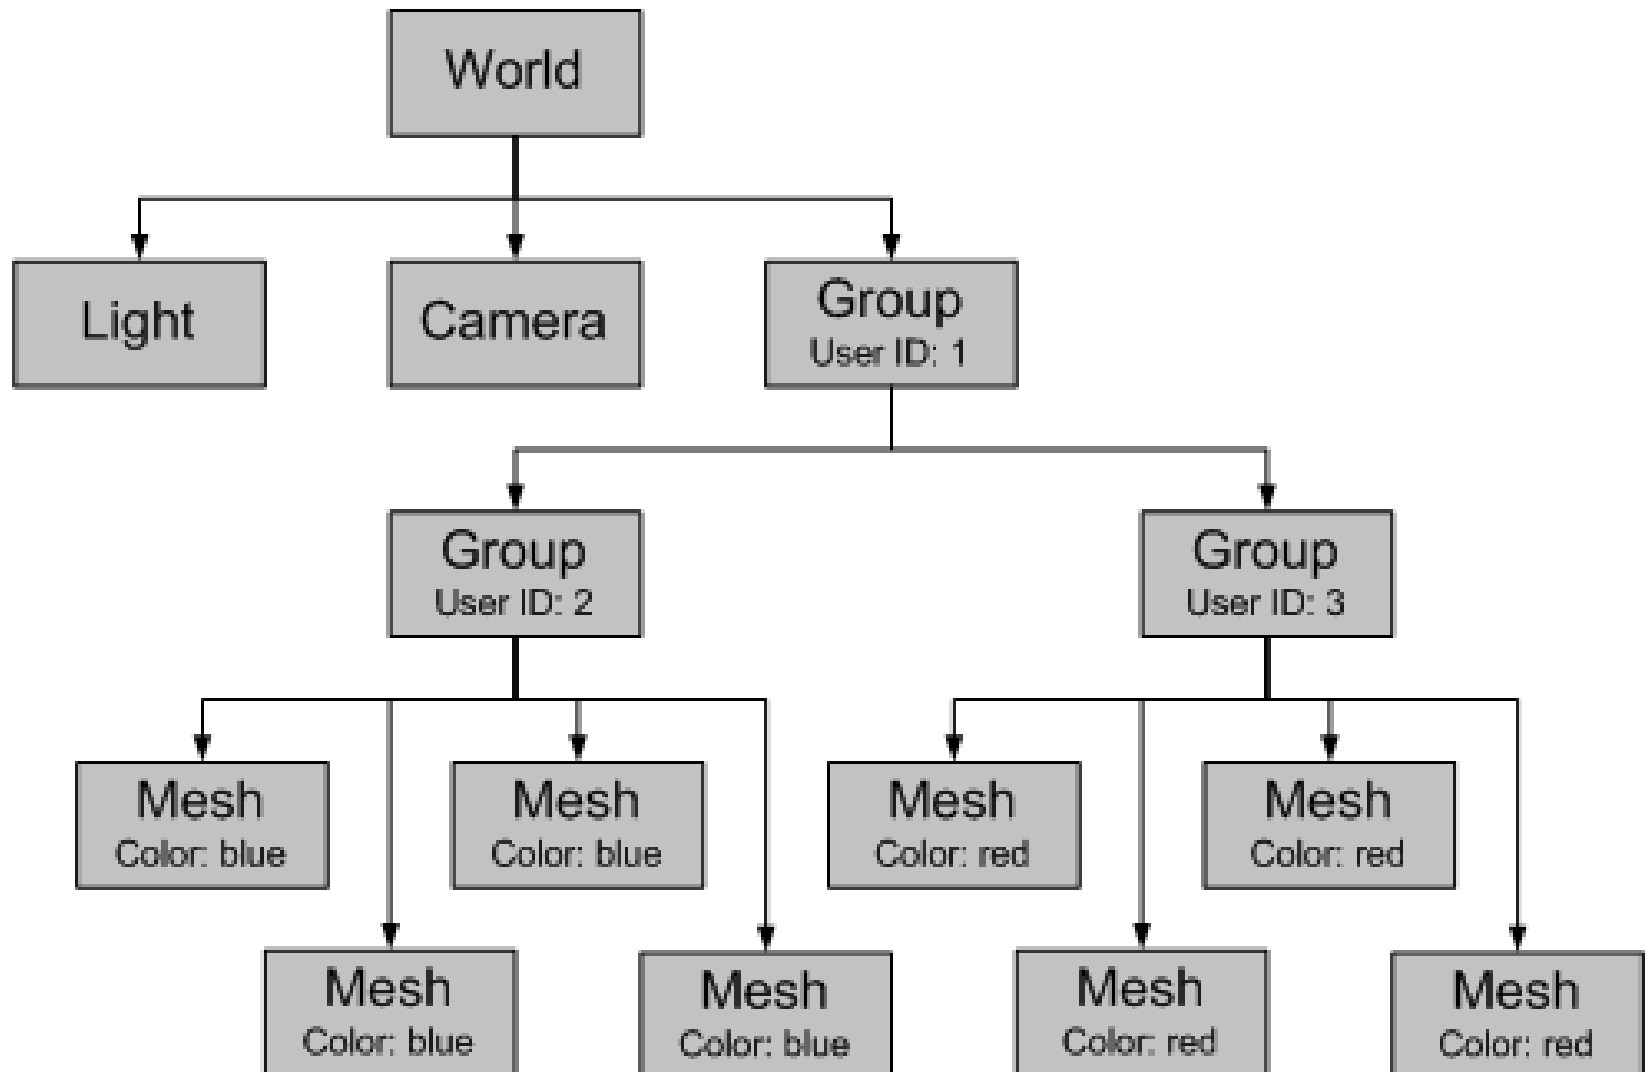 World
Light
Camera
Group
User ID: 1
Group
User ID: 2
Group
User ID: 3
Mesh
Color: blue
Mesh
Color: blue
Mesh
Color: red
Mesh
Color: red
Mesh
Color: blue
Mesh
Color: blue
Mesh
Color: red
Mesh
Color: red